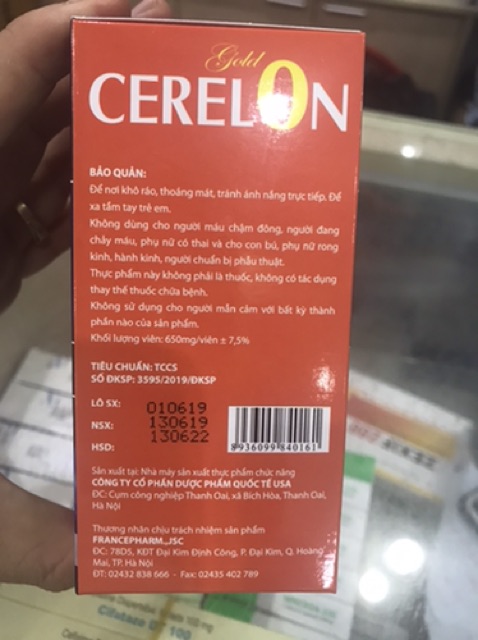 Gold
CERELON
BẢO QUẢN:
Để nơi khô ráo, thoáng mát, tránh ánh nắng trực tiếp. Để
xa tầm tay trẻ em.
Không dùng cho người máu chậm đông, người đang
chảy máu, phụ nữ có thai và cho con bú, phụ nữ rong
kinh, hành kinh, người chuẩn bị phẫu thuật.
Thực phẩm này không phải là thuốc, không có tác dụng
thay thế thuốc chữa bệnh.
Không sử dụng cho người mẫn cảm với bất kỳ thành
phần nào của sản phẩm.
Khối lượng viên: 650mg/viên ± 7,5%
TIÊU CHUẨN: TCCS
SỐ ĐKSP: 3595/2019/ĐKSP
LÔ SX: 010619
NSX: 130619
HSD: 130622
8936099840161
Sản xuất tại: Nhà máy sản xuất thực phẩm chức năng
CÔNG TY CỔ PHẦN DƯỢC PHẨM QUỐC TẾ USA
ĐC: Cụm công nghiệp Thanh Oai, xã Bích Hòa, Thanh Oai,
Hà Nội
Thương nhân chịu trách nhiệm sản phẩm
FRANCEPHARM.,JSC
ĐC: 78D5, KĐT Đại Kim Định Công, P. Đại Kim, Q. Hoàng
Mai, TP. Hà Nội
ĐT: 02432 838 666 - Fax: 02435 402 789